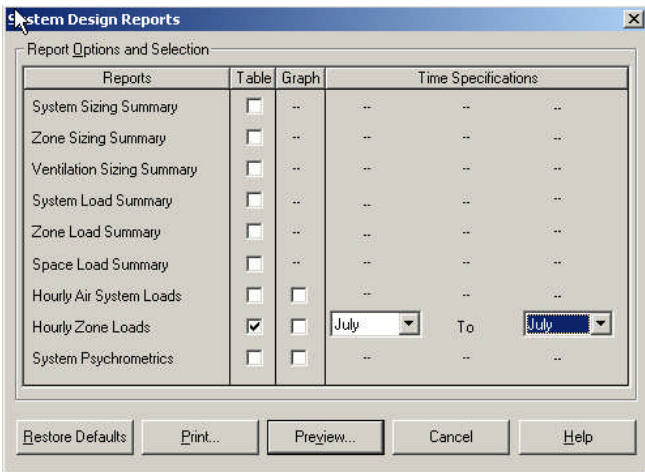 System Design Reports
Report Options and Selection
Reports Table Graph Time Specifications
System Sizing Summary -- -- -- --
Zone Sizing Summary -- -- -- --
Ventilation Sizing Summary -- -- -- --
System Load Summary -- -- -- --
Zone Load Summary -- -- -- --
Space Load Summary -- -- -- --
Hourly Air System Loads -- -- --
Hourly Zone Loads July To July
System Psychrometrics -- -- --
Restore Defaults Print... Preview... Cancel Help